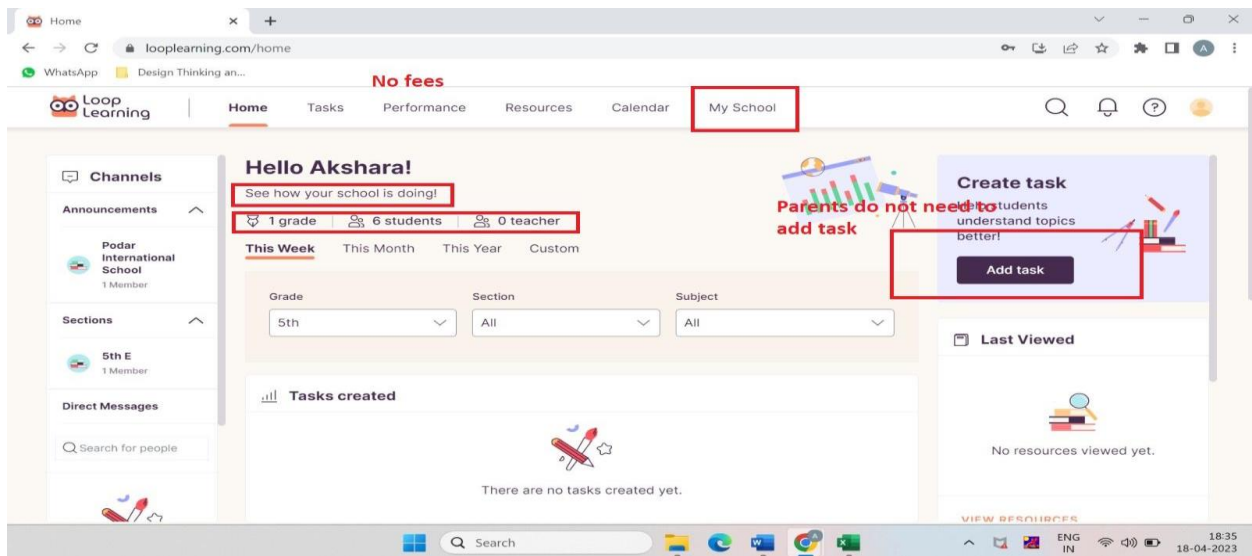 Home
looplearning.com/home
WhatsApp
Design Thinking an...
No fees
Loop
Learning
Home
Tasks
Performance
Resources
Calendar
My School
Channels
Announcements
Podar
International
School
1 Member
Sections
5th E
1 Member
Direct Messages
Search for people
Hello Akshara!
See how your school is doing!
1 grade
6 students
0 teacher
This Week
This Month
This Year
Custom
Grade
Section
Subject
5th
All
All
Tasks created
There are no tasks created yet.
Parents do not need to
add task
Create task
Help students
understand topics
better!
Add task
Last Viewed
No resources viewed yet.
VIEW RESOURCES
A
Search
ENG
IN
18:35
18-04-2023